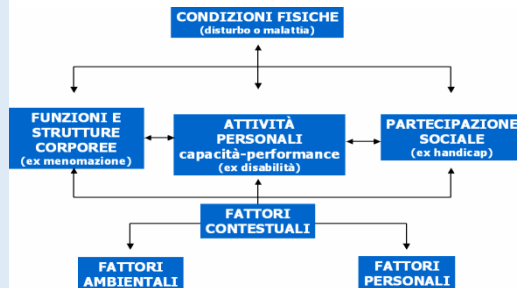 CONDIZIONI FISICHE
(disturbo o malattia)
FUNZIONI E
STRUTTURE
CORPOREE
(ex menomazione)
ATTIVITÀ
PERSONALI
capacità-performance
(ex disabilità)
PARTECIPAZIONE
SOCIALE
(ex handicap)
FATTORI
CONTESTUALI
FATTORI
AMBIENTALI
FATTORI
PERSONALI